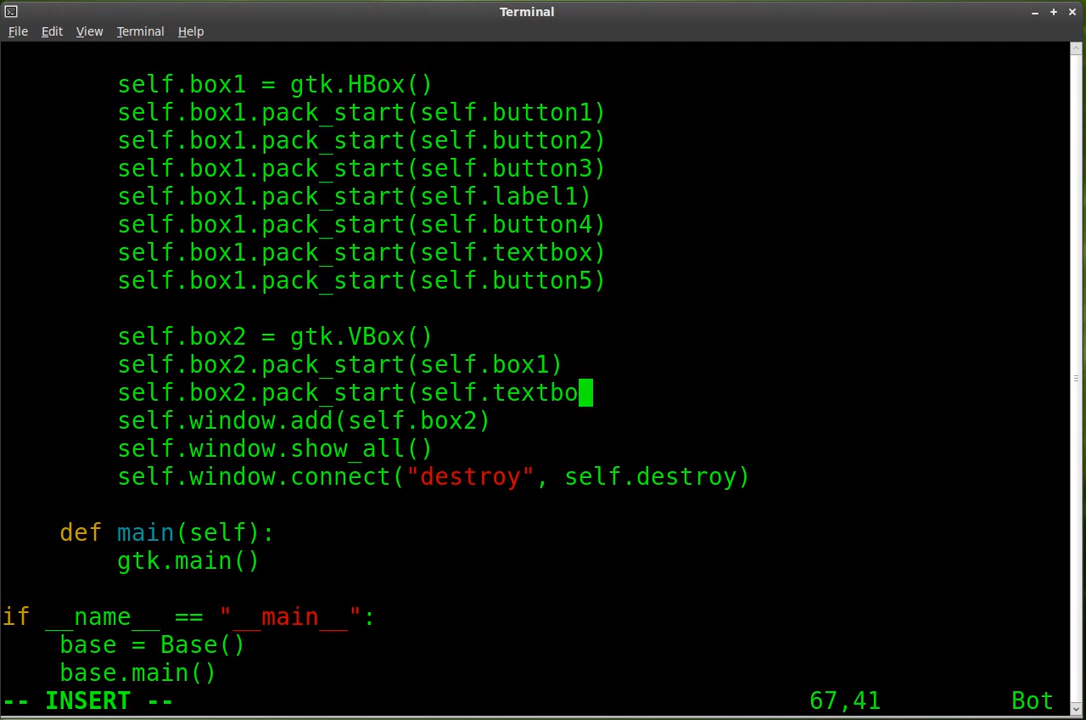 Terminal
File Edit View Terminal Help
self.box1 = gtk.HBox()
self.box1.pack_start(self.button1)
self.box1.pack_start(self.button2)
self.box1.pack_start(self.button3)
self.box1.pack_start(self.label1)
self.box1.pack_start(self.button4)
self.box1.pack_start(self.textbox)
self.box1.pack_start(self.button5)
self.box2 = gtk.VBox()
self.box2.pack_start(self.box1)
self.box2.pack_start(self.textbo
self.window.add(self.box2)
self.window.show_all()
self.window.connect("destroy", self.destroy)
def main(self):
gtk.main()
if __name__ == "__main__":
base = Base()
base.main()
-- INSERT -- 67,41 Bot